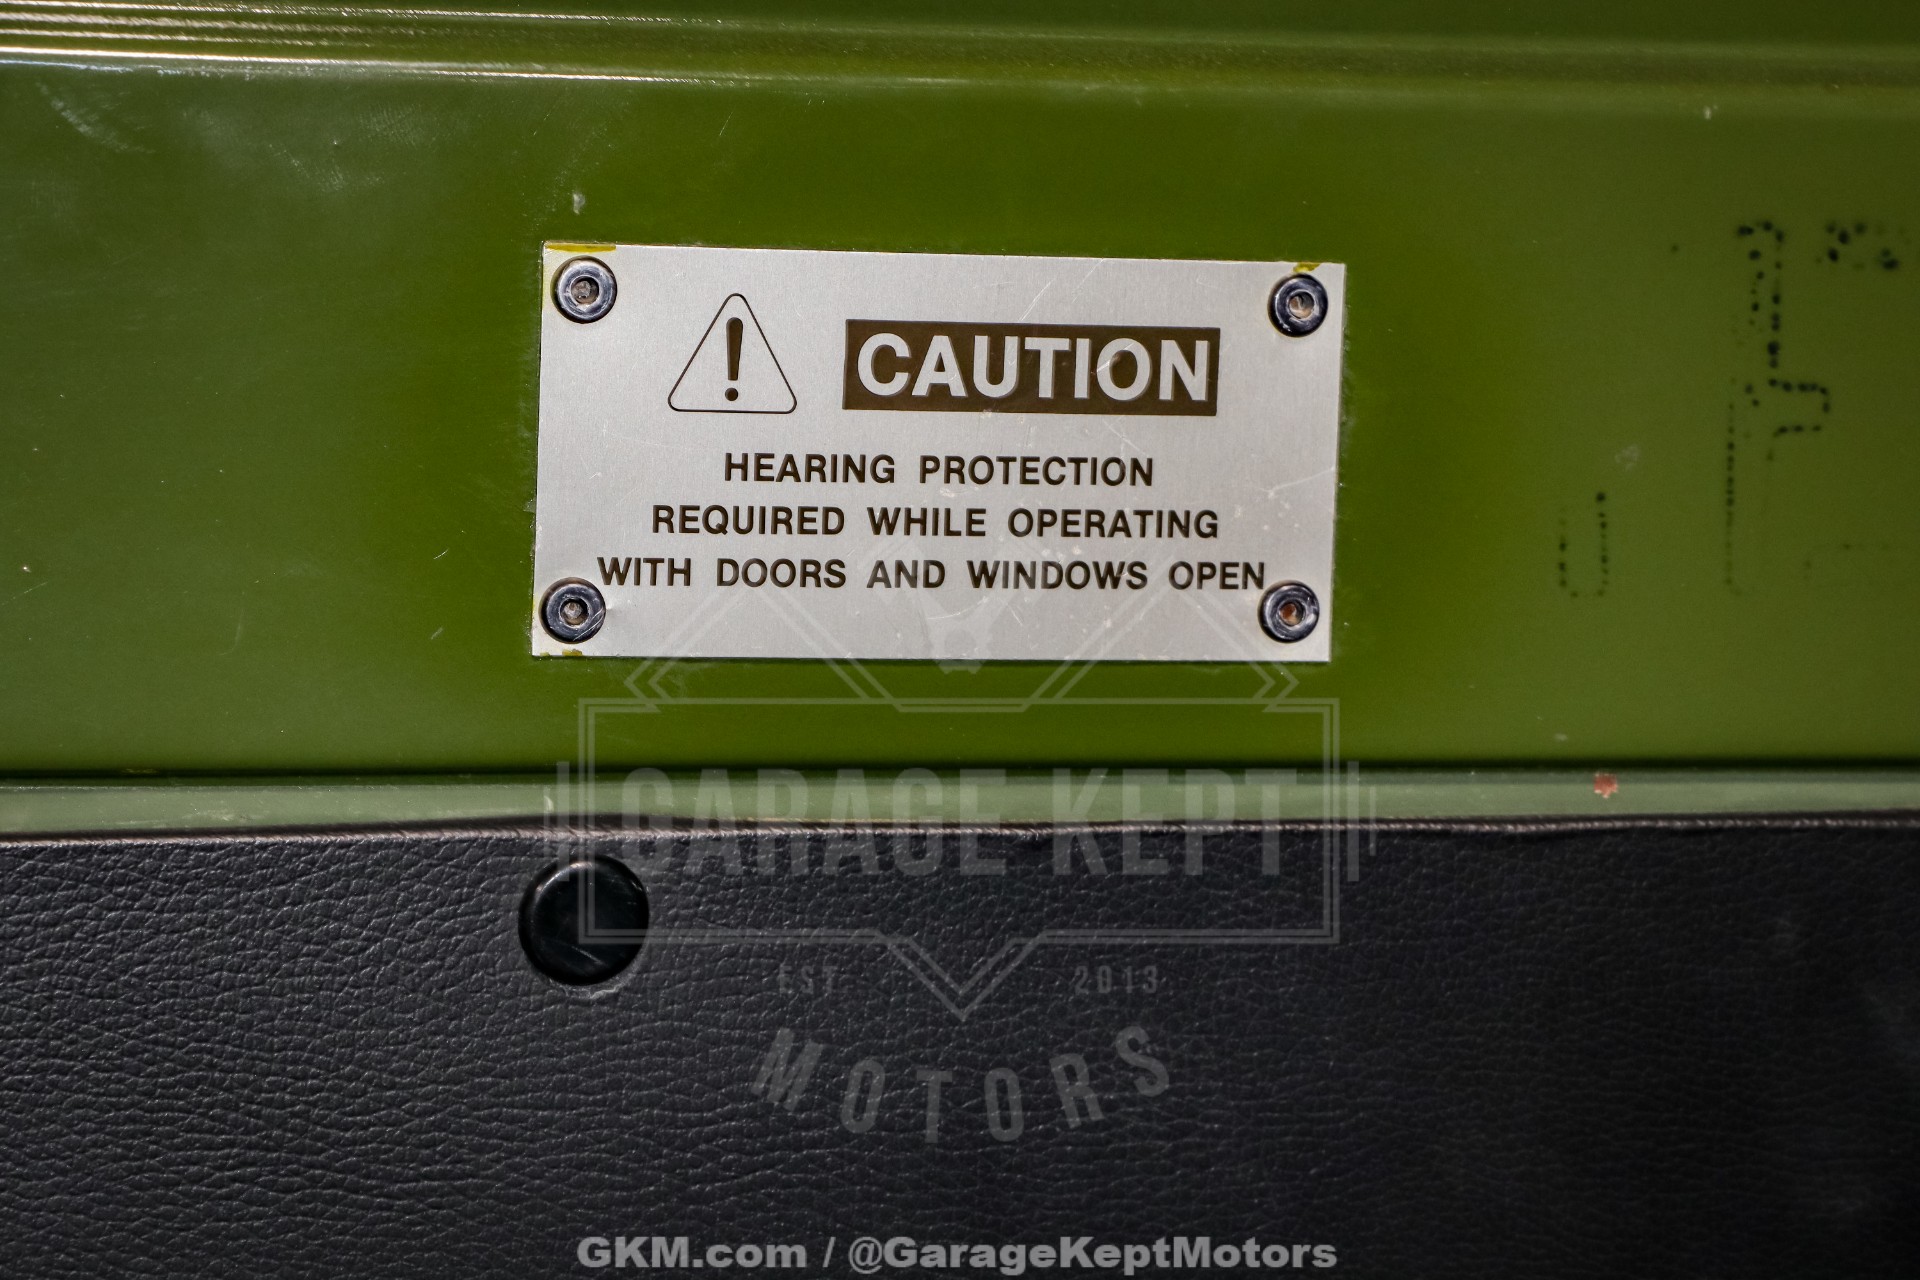 CAUTION
HEARING PROTECTION
REQUIRED WHILE OPERATING
WITH DOORS AND WINDOWS OPEN
GARAGE KEPT
EST 2013
MOTORS
GKM.com / @GarageKeptMotors